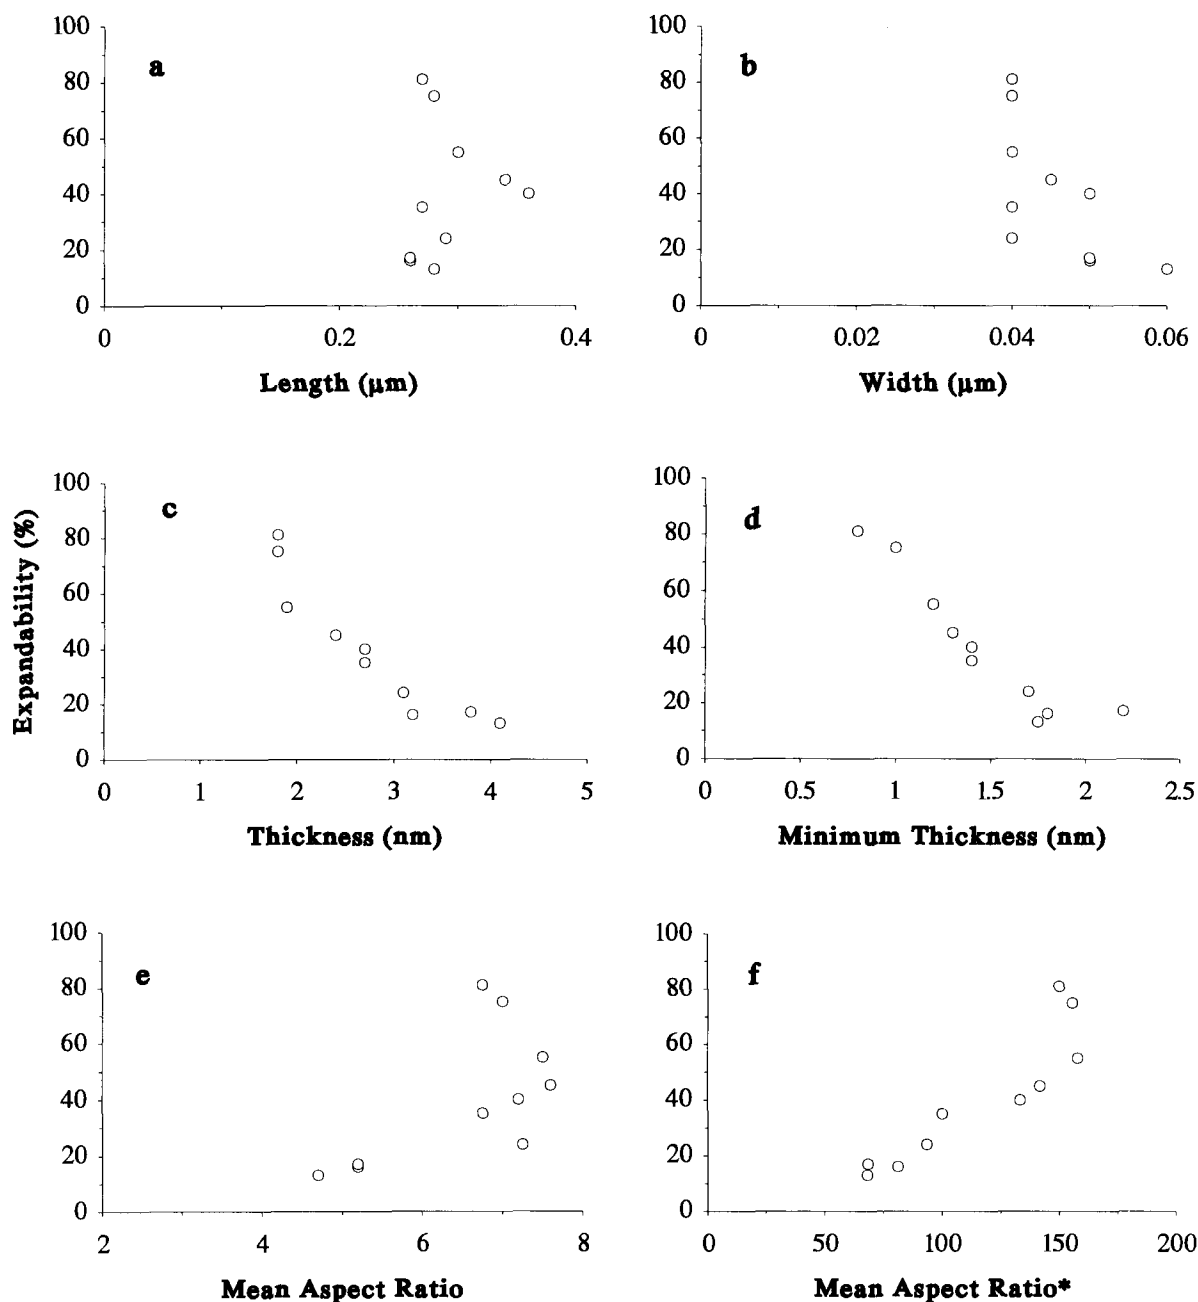 a
100
80
60
40
20
0
0 0.2 0.4
Length (μm)
b
100
80
60
40
20
0
0 0.02 0.04 0.06
Width (μm)
Expandability (%)
c
100
80
60
40
20
0
0 1 2 3 4 5
Thickness (nm)
d
100
80
60
40
20
0
0 0.5 1 1.5 2 2.5
Minimum Thickness (nm)
e
100
80
60
40
20
0
2 4 6 8
Mean Aspect Ratio
f
100
80
60
40
20
0
0 50 100 150 200
Mean Aspect Ratio*